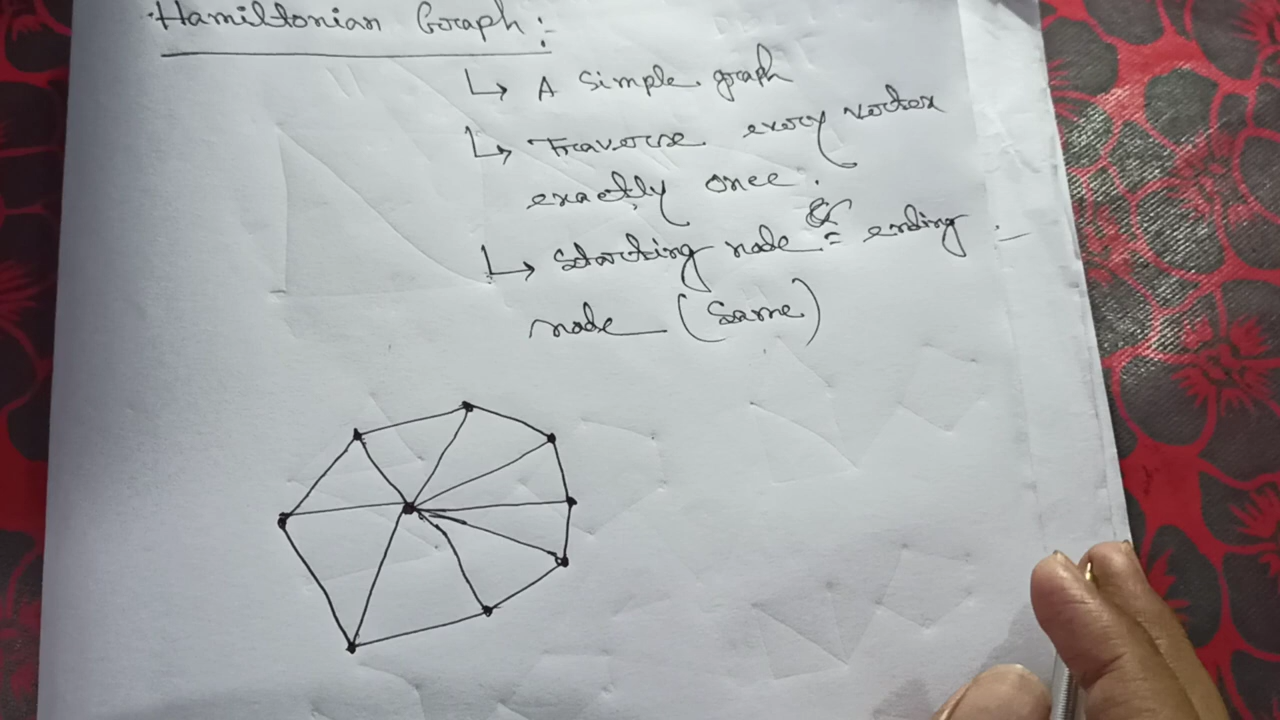 Hamiltonian Graph :-
↳ A simple graph
↳ Traverse every vertex
exactly once.
↳ Starting node & = ending
node (Same)